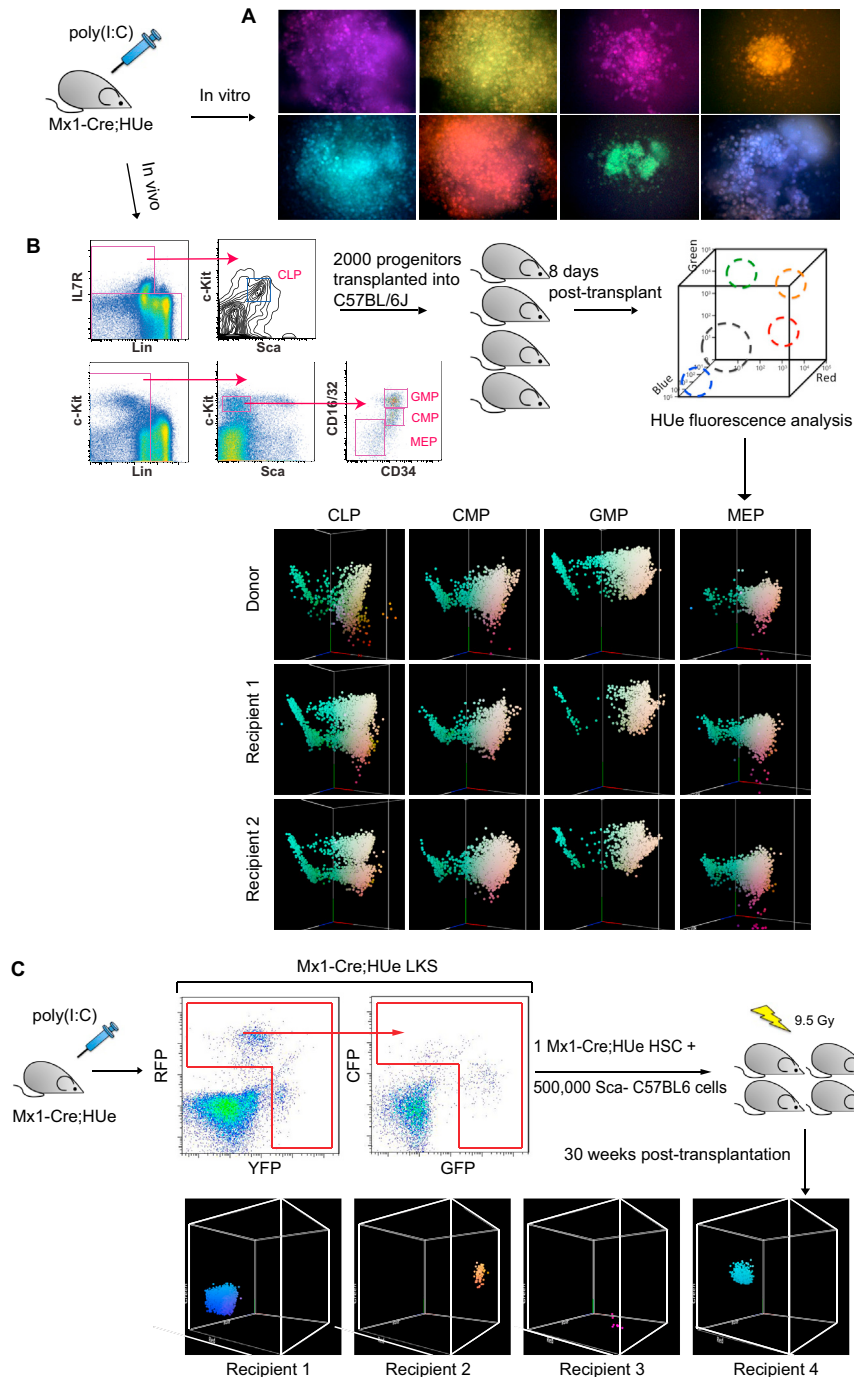 A
poly(I:C)
In vitro
Mx1-Cre;HUe
In vivo
B
IL7R
Lin
c-Kit
CLP
Sca
2000 progenitors
transplanted into
C57BL/6J
8 days
post-transplant
Green
Blue
Red
HUe fluorescence analysis
c-Kit
Lin
c-Kit
Sca
CD16/32
GMP
CMP
MEP
CD34
CLP
CMP
GMP
MEP
Donor
Recipient 1
Recipient 2
C
Mx1-Cre;HUe LKS
poly(I:C)
Mx1-Cre;HUe
RFP
YFP
CFP
GFP
1 Mx1-Cre;HUe HSC +
500,000 Sca- C57BL6 cells
9.5 Gy
30 weeks post-transplantation
Recipient 1
Recipient 2
Recipient 3
Recipient 4